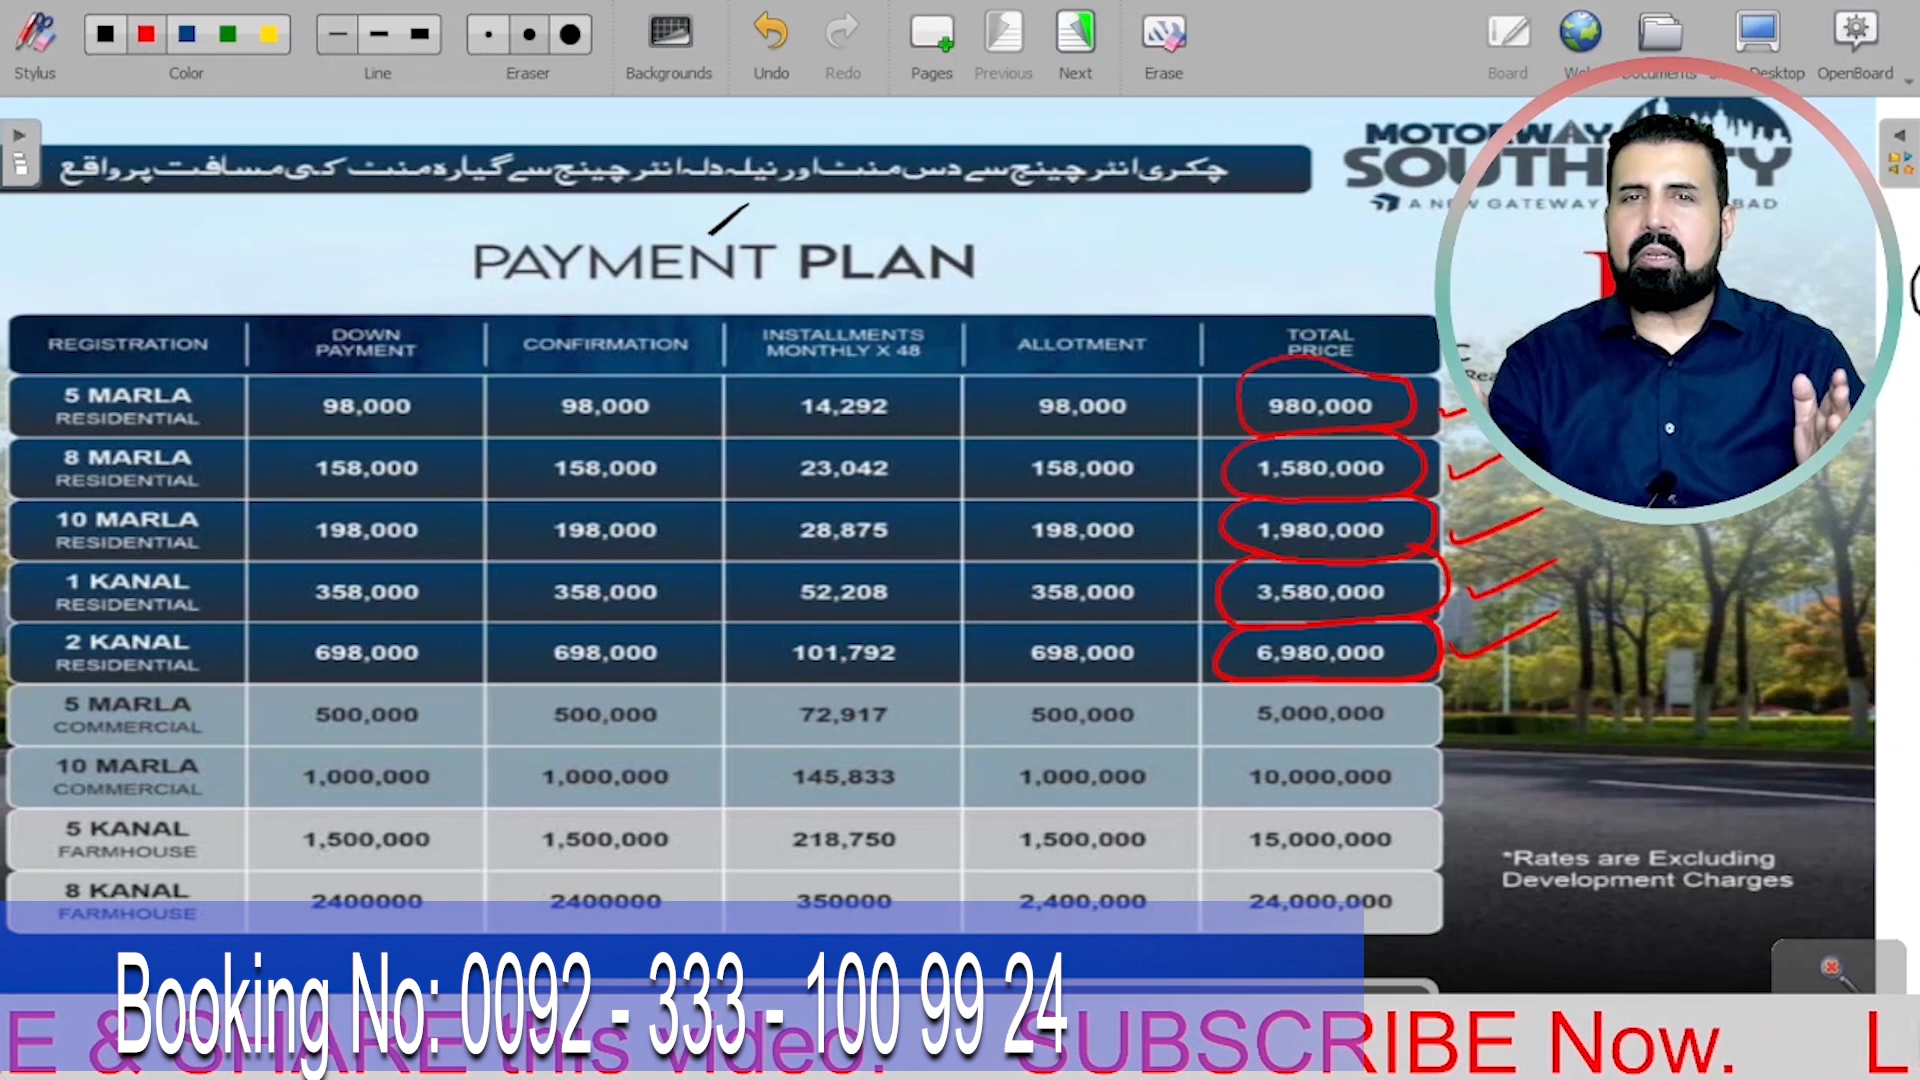 Stylus
Color
Line
Eraser
Backgrounds
Undo
Redo
Pages
Previous
Next
Erase
Board
Documents
Desktop
OpenBoard
چکری انٹرچینج سے دس منٹ اور نیلہ دلہ انٹرچینج سے گیارہ منٹ کی مسافت پر واقع
MOTORWAY
SOUTH
A NEW GATEWAY
PAYMENT PLAN
REGISTRATION DOWN PAYMENT CONFIRMATION INSTALLMENTS MONTHLY X 48 ALLOTMENT TOTAL PRICE
5 MARLA RESIDENTIAL 98,000 98,000 14,292 98,000 980,000
8 MARLA RESIDENTIAL 158,000 158,000 23,042 158,000 1,580,000
10 MARLA RESIDENTIAL 198,000 198,000 28,875 198,000 1,980,000
1 KANAL RESIDENTIAL 358,000 358,000 52,208 358,000 3,580,000
2 KANAL RESIDENTIAL 698,000 698,000 101,792 698,000 6,980,000
5 MARLA COMMERCIAL 500,000 500,000 72,917 500,000 5,000,000
10 MARLA COMMERCIAL 1,000,000 1,000,000 145,833 1,000,000 10,000,000
5 KANAL FARMHOUSE 1,500,000 1,500,000 218,750 1,500,000 15,000,000
8 KANAL FARMHOUSE 2400000 2400000 350000 2,400,000 24,000,000
*Rates are Excluding
Development Charges
Booking No: 0092 - 333 - 100 99 24
E & SHARE this video. SUBSCRIBE Now. L